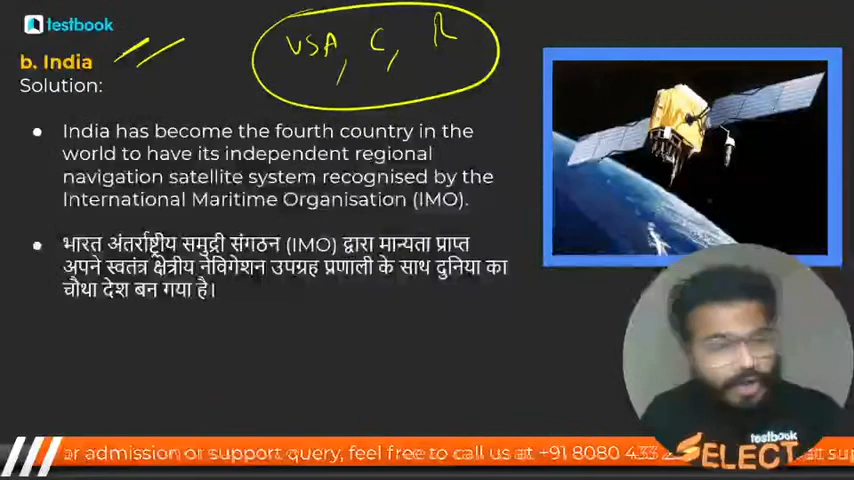 testbook
USA, C, R
b. India
Solution:
India has become the fourth country in the
world to have its independent regional
navigation satellite system recognised by the
International Maritime Organisation (IMO).
भारत अंतर्राष्ट्रीय समुद्री संगठन (IMO) द्वारा मान्यता प्राप्त
अपने स्वतंत्र क्षेत्रीय नेविगेशन उपग्रह प्रणाली के साथ दुनिया का
चौथा देश बन गया है।
testbook
SELECT
or admission or support query, feel free to call us at +91 8080 433